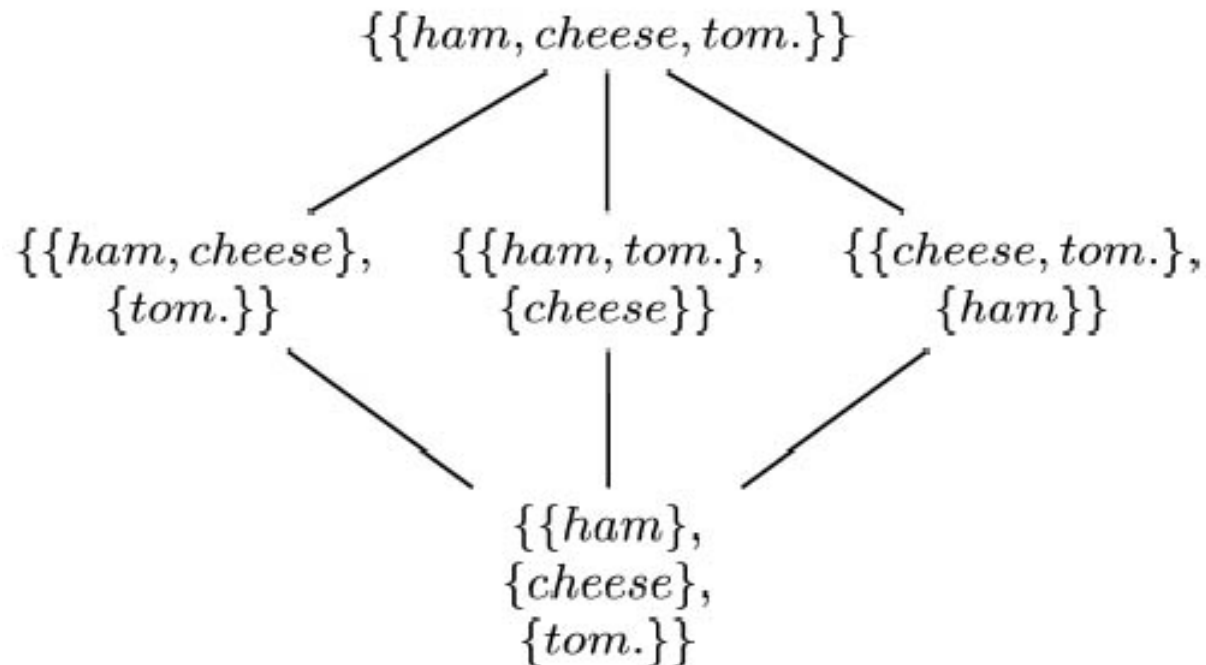 {{ham, cheese, tom.}}
{{ham, cheese}, {tom.}}
{{ham, tom.}, {cheese}}
{{cheese, tom.}, {ham}}
{{ham},
{cheese},
{tom.}}